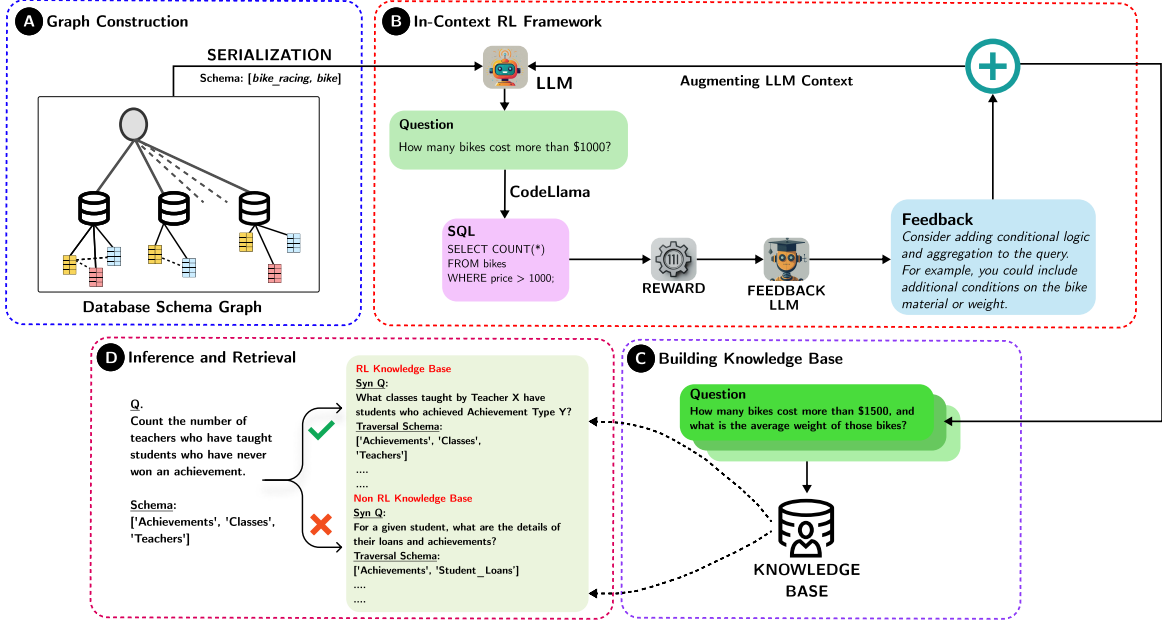 A Graph Construction
SERIALIZATION
Schema: [bike_racing, bike]
Database Schema Graph
B In-Context RL Framework
LLM
Augmenting LLM Context
Question
How many bikes cost more than $1000?
CodeLlama
SQL
SELECT COUNT(*)
FROM bikes
WHERE price > 1000;
REWARD
FEEDBACK
LLM
Feedback
Consider adding conditional logic
and aggregation to the query.
For example, you could include
additional conditions on the bike
material or weight.
D Inference and Retrieval
Q.
Count the number of
teachers who have taught
students who have never
won an achievement.
Schema:
['Achievements', 'Classes',
'Teachers']
RL Knowledge Base
Syn Q:
What classes taught by Teacher X have
students who achieved Achievement Type Y?
Traversal Schema:
['Achievements', 'Classes',
'Teachers']
....
....
Non RL Knowledge Base
Syn Q:
For a given student, what are the details of
their loans and achievements?
Traversal Schema:
['Achievements', 'Student_Loans']
....
....
C Building Knowledge Base
Question
How many bikes cost more than $1500, and
what is the average weight of those bikes?
KNOWLEDGE
BASE